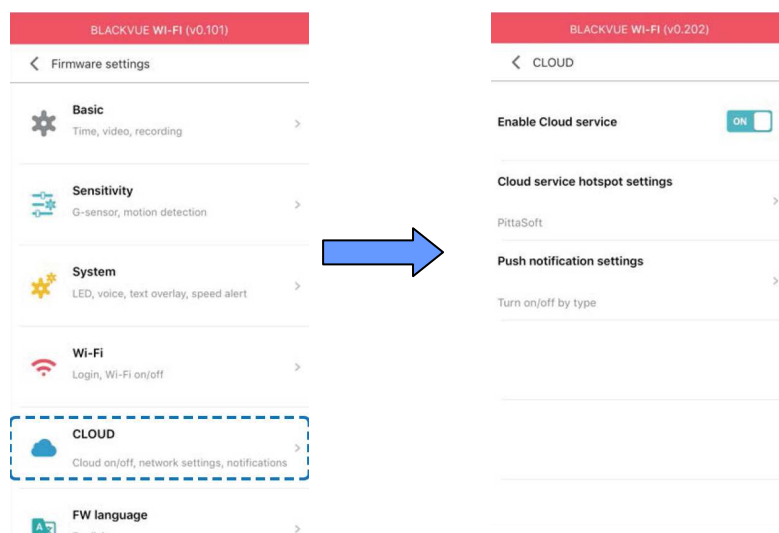 BLACKVUE WI-FI (v0.101)
Firmware settings
Basic
Time, video, recording
Sensitivity
G-sensor, motion detection
System
LED, voice, text overlay, speed alert
Wi-Fi
Login, Wi-Fi on/off
CLOUD
Cloud on/off, network settings, notifications
FW language
BLACKVUE WI-FI (v0.202)
CLOUD
Enable Cloud service
ON
Cloud service hotspot settings
PittaSoft
Push notification settings
Turn on/off by type